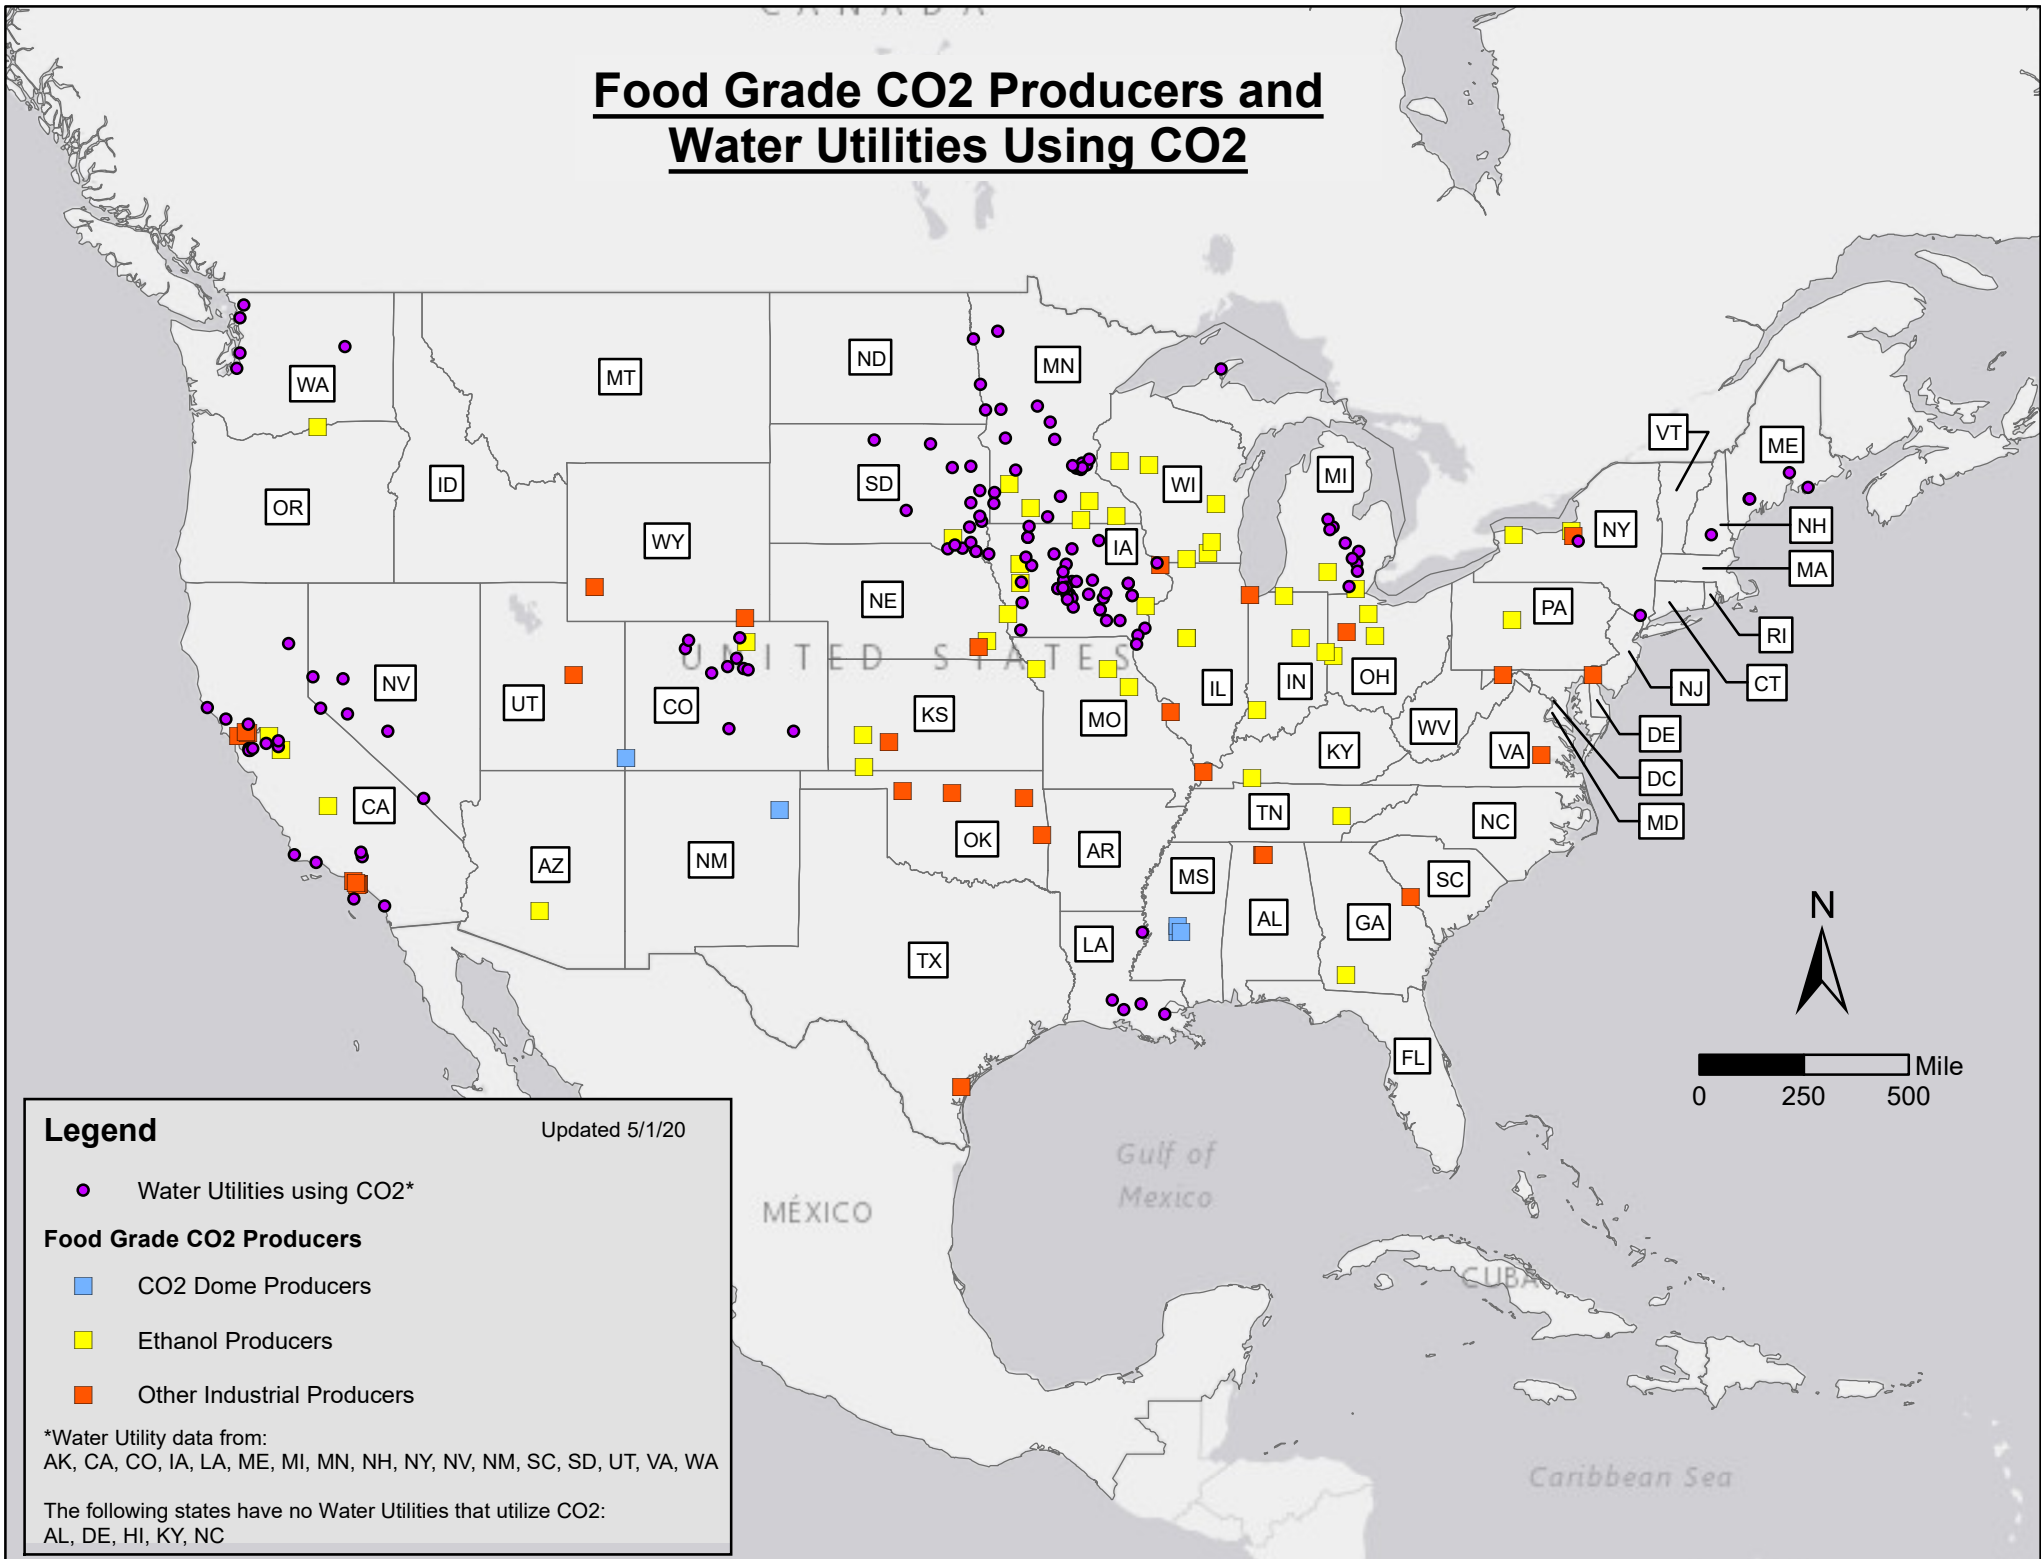 CANADA
Food Grade CO2 Producers and
Water Utilities Using CO2
WA
MT
ND
MN
VT
ME
OR
ID
SD
WI
MI
WY
IA
NY
NH
NE
MA
PA
UNITED STATES
RI
NV
UT
CO
KS
MO
IL
IN
OH
NJ
CT
WV
KY
VA
DE
DC
CA
TN
NC
MD
AZ
NM
OK
AR
MS
SC
AL
GA
N
TX
LA
FL
Mile
0 250 500
Gulf of
Mexico
MÉXICO
CUBA
Caribbean Sea
Legend
Updated 5/1/20
Water Utilities using CO2*
Food Grade CO2 Producers
CO2 Dome Producers
Ethanol Producers
Other Industrial Producers
*Water Utility data from:
AK, CA, CO, IA, LA, ME, MI, MN, NH, NY, NV, NM, SC, SD, UT, VA, WA
The following states have no Water Utilities that utilize CO2:
AL, DE, HI, KY, NC